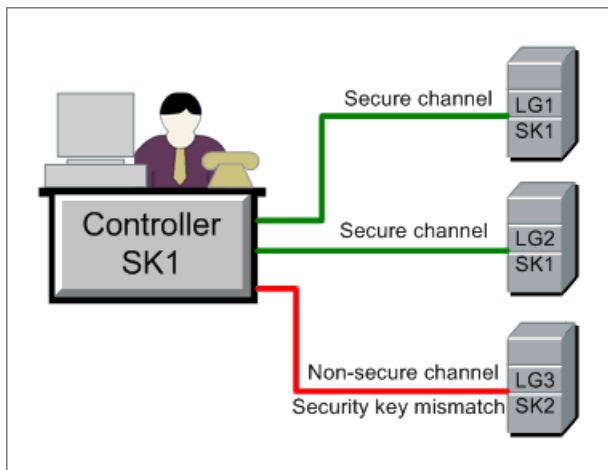 Secure channel
LG1
SK1
Controller
SK1
Secure channel
LG2
SK1
Non-secure channel
Security key mismatch
LG3
SK2